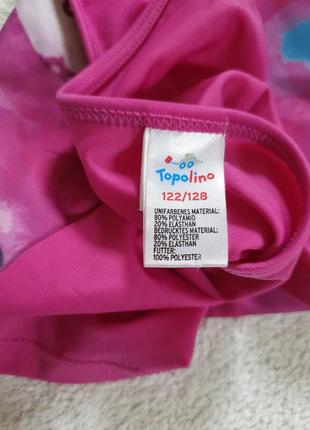 Topolino
122/128
UNIFARBENES MATERIAL:
80% POLYAMID
20% ELASTHAN
BEDRUCKTES MATERIAL:
80% POLYESTER
20% ELASTHAN
FUTTER:
100% POLYESTER